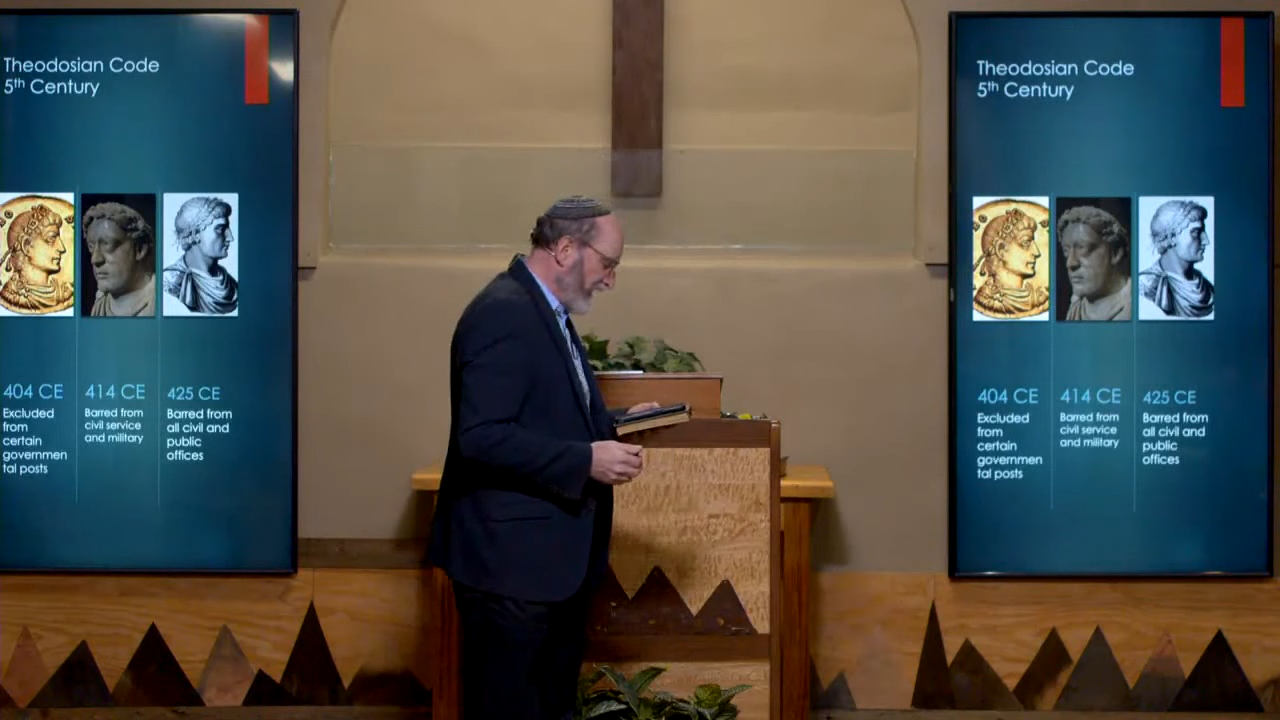 Theodosian Code
5th Century
404 CE
Excluded
from
certain
governmen
tal posts
414 CE
Barred from
civil service
and military
425 CE
Barred from
all civil and
public
offices
Theodosian Code
5th Century
404 CE
Excluded
from
certain
governmen
tal posts
414 CE
Barred from
civil service
and military
425 CE
Barred from
all civil and
public
offices